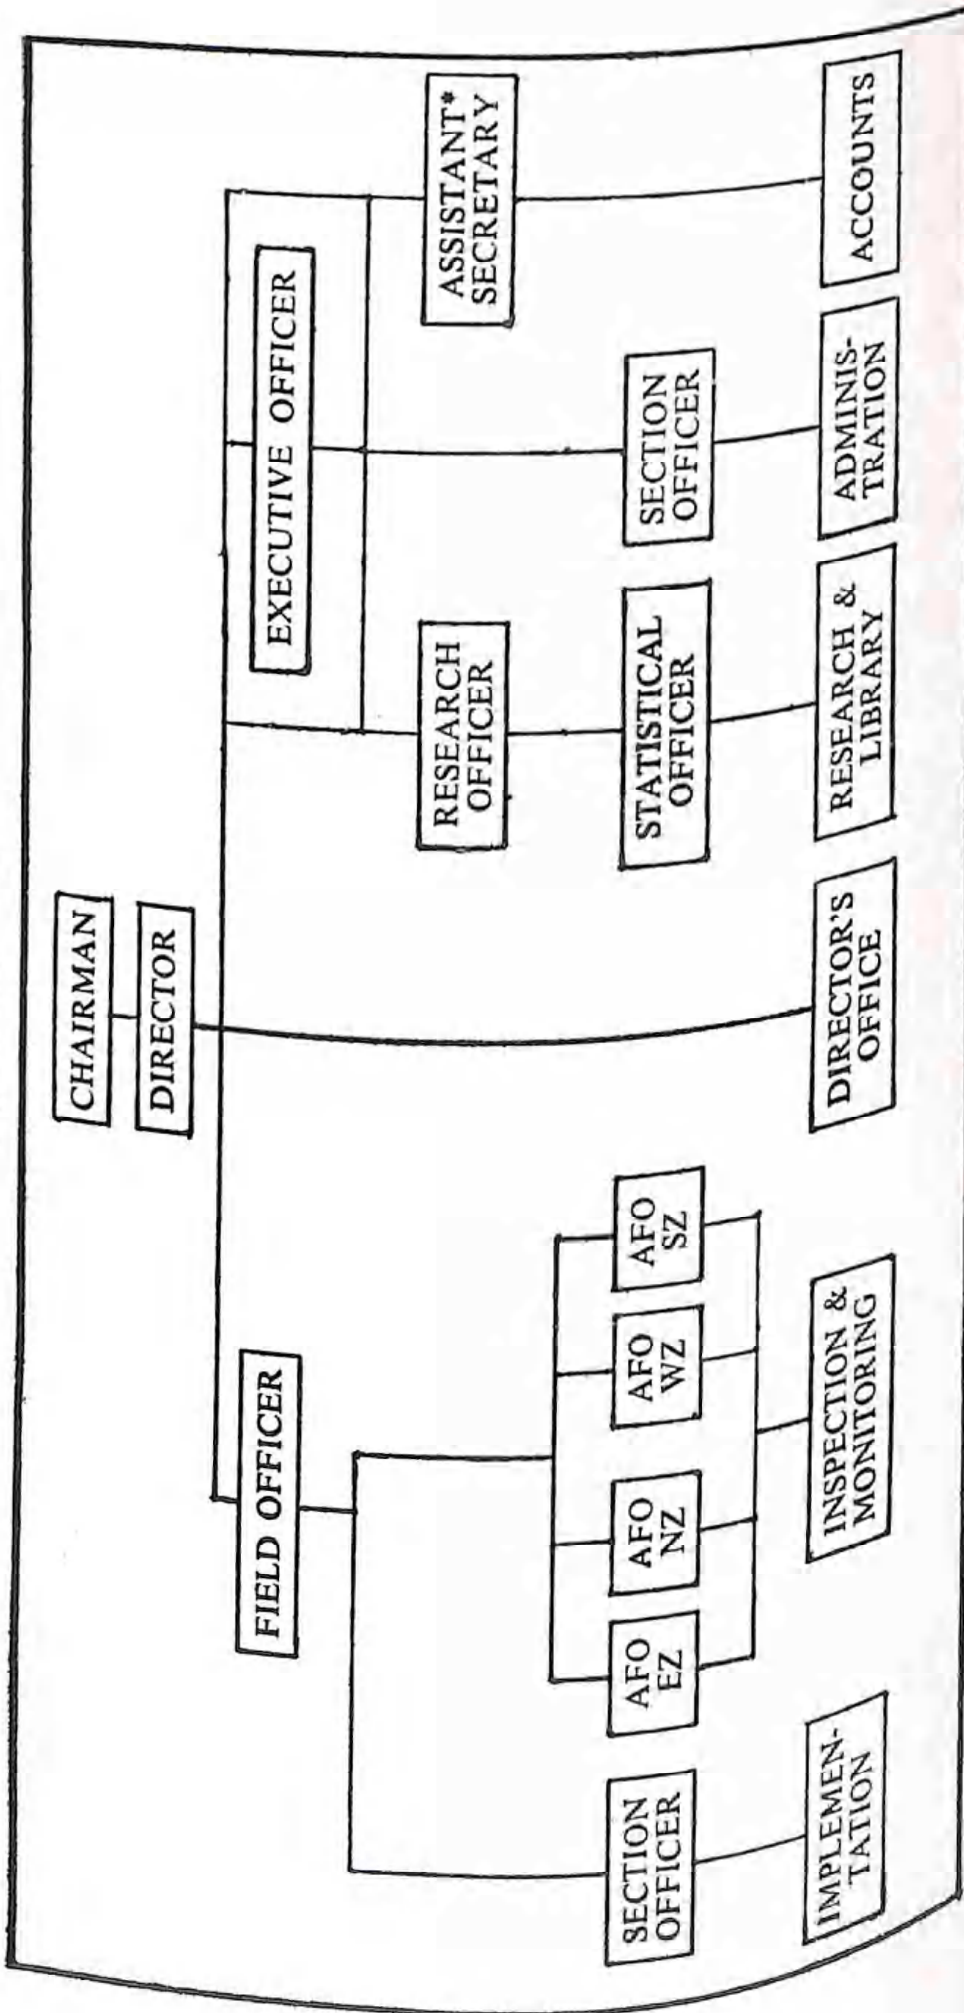 CHAIRMAN
DIRECTOR
FIELD OFFICER
EXECUTIVE OFFICER
RESEARCH
OFFICER
ASSISTANT*
SECRETARY
SECTION
OFFICER
AFO
EZ
AFO
NZ
AFO
WZ
AFO
SZ
STATISTICAL
OFFICER
SECTION
OFFICER
IMPLEMEN-
TATION
INSPECTION &
MONITORING
DIRECTOR'S
OFFICE
RESEARCH &
LIBRARY
ADMINIS-
TRATION
ACCOUNTS